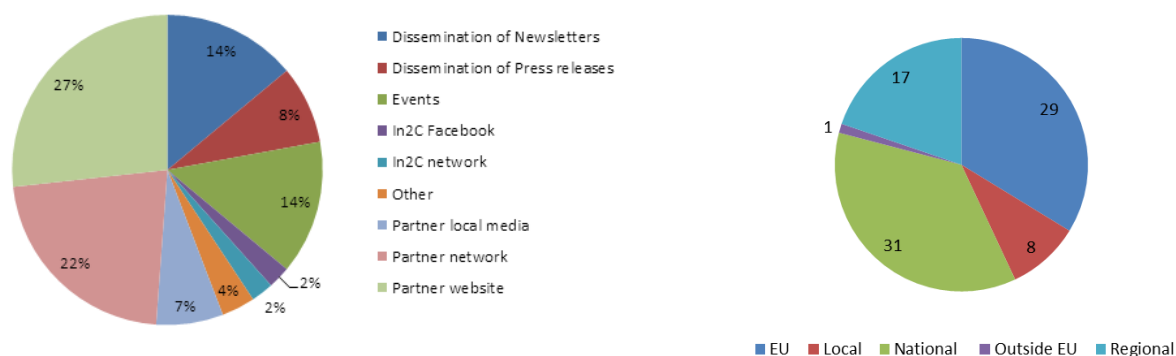 14%
8%
14%
2%
2%
4%
7%
22%
27%
Dissemination of Newsletters
Dissemination of Press releases
Events
In2C Facebook
In2C network
Other
Partner local media
Partner network
Partner website
29
8
31
1
17
EU Local National Outside EU Regional